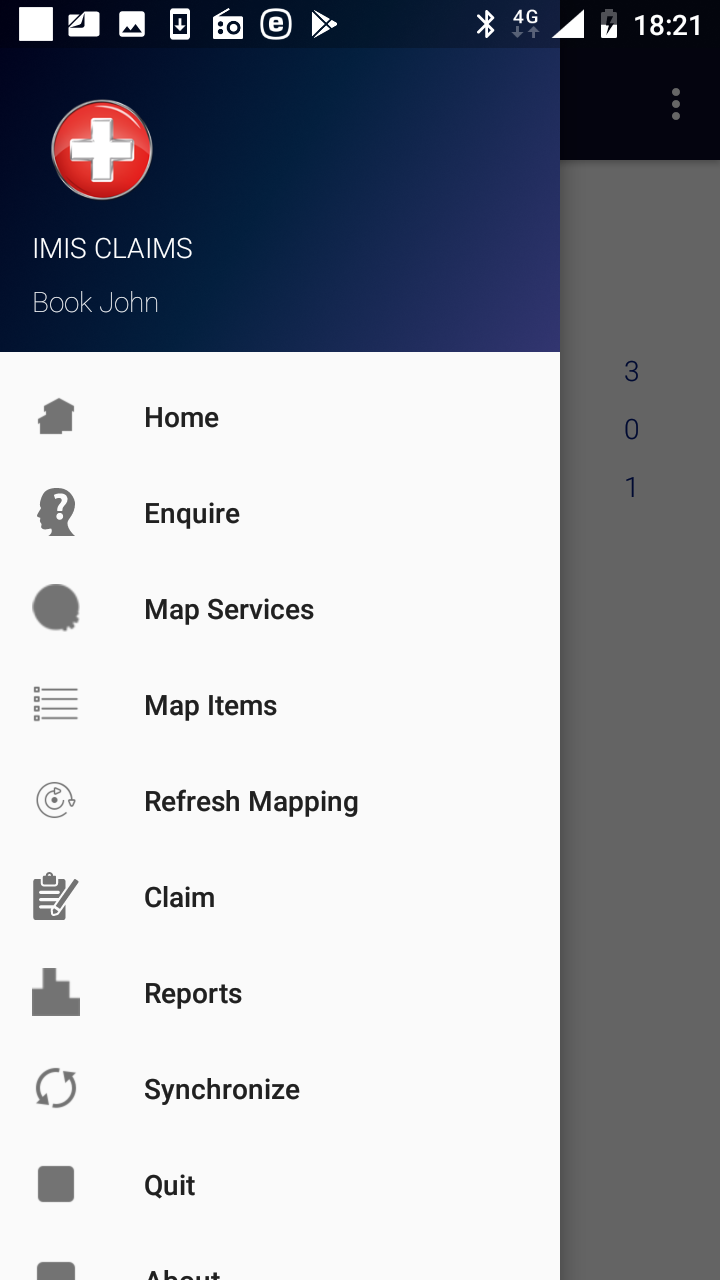 4G 18:21
IMIS CLAIMS
Book John
3
0
1
Home
Enquire
Map Services
Map Items
Refresh Mapping
Claim
Reports
Synchronize
Quit
About